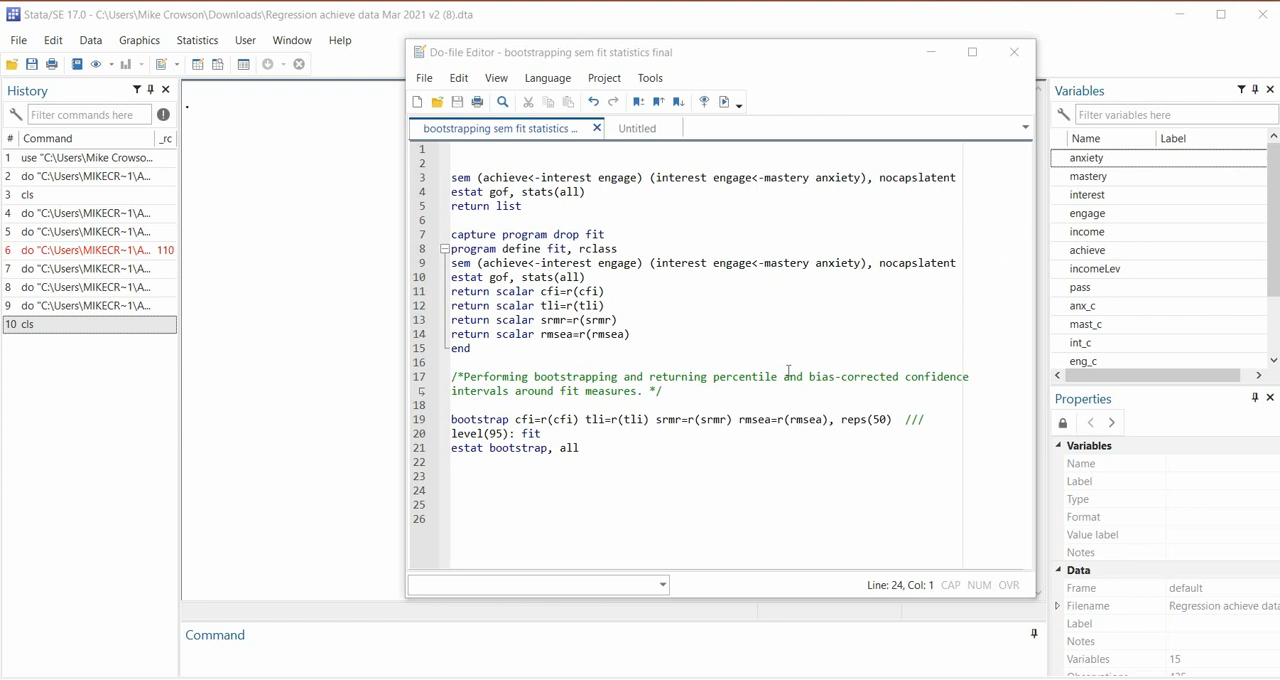 Stata/SE 17.0 - C:\Users\Mike Crowson\Downloads\Regression achieve data Mar 2021 v2 (8).dta
File Edit Data Graphics Statistics User Window Help
History
Filter commands here
# Command _rc
1 use "C:\Users\Mike Crowso...
2 do "C:\Users\MIKECR~1\A...
3 cls
4 do "C:\Users\MIKECR~1\A...
5 do "C:\Users\MIKECR~1\A...
6 do "C:\Users\MIKECR~1\A... 110
7 do "C:\Users\MIKECR~1\A...
8 do "C:\Users\MIKECR~1\A...
9 do "C:\Users\MIKECR~1\A...
10 cls
.
Do-file Editor - bootstrapping sem fit statistics final
File Edit View Language Project Tools
bootstrapping sem fit statistics ... Untitled
1
2
3 sem (achieve<-interest engage) (interest engage<-mastery anxiety), nocapslatent
4 estat gof, stats(all)
5 return list
6
7 capture program drop fit
8 program define fit, rclass
9 sem (achieve<-interest engage) (interest engage<-mastery anxiety), nocapslatent
10 estat gof, stats(all)
11 return scalar cfi=r(cfi)
12 return scalar tli=r(tli)
13 return scalar srmr=r(srmr)
14 return scalar rmsea=r(rmsea)
15 end
16
17 /*Performing bootstrapping and returning percentile and bias-corrected confidence
intervals around fit measures. */
18
19 bootstrap cfi=r(cfi) tli=r(tli) srmr=r(srmr) rmsea=r(rmsea), reps(50) ///
20 level(95): fit
21 estat bootstrap, all
22
23
24
25
26
Line: 24, Col: 1 CAP NUM OVR
Command
Variables
Filter variables here
Name Label
anxiety
mastery
interest
engage
income
achieve
incomeLev
pass
anx_c
mast_c
int_c
eng_c
Properties
Variables
Name
Label
Type
Format
Value label
Notes
Data
Frame default
Filename Regression achieve data
Label
Notes
Variables 15